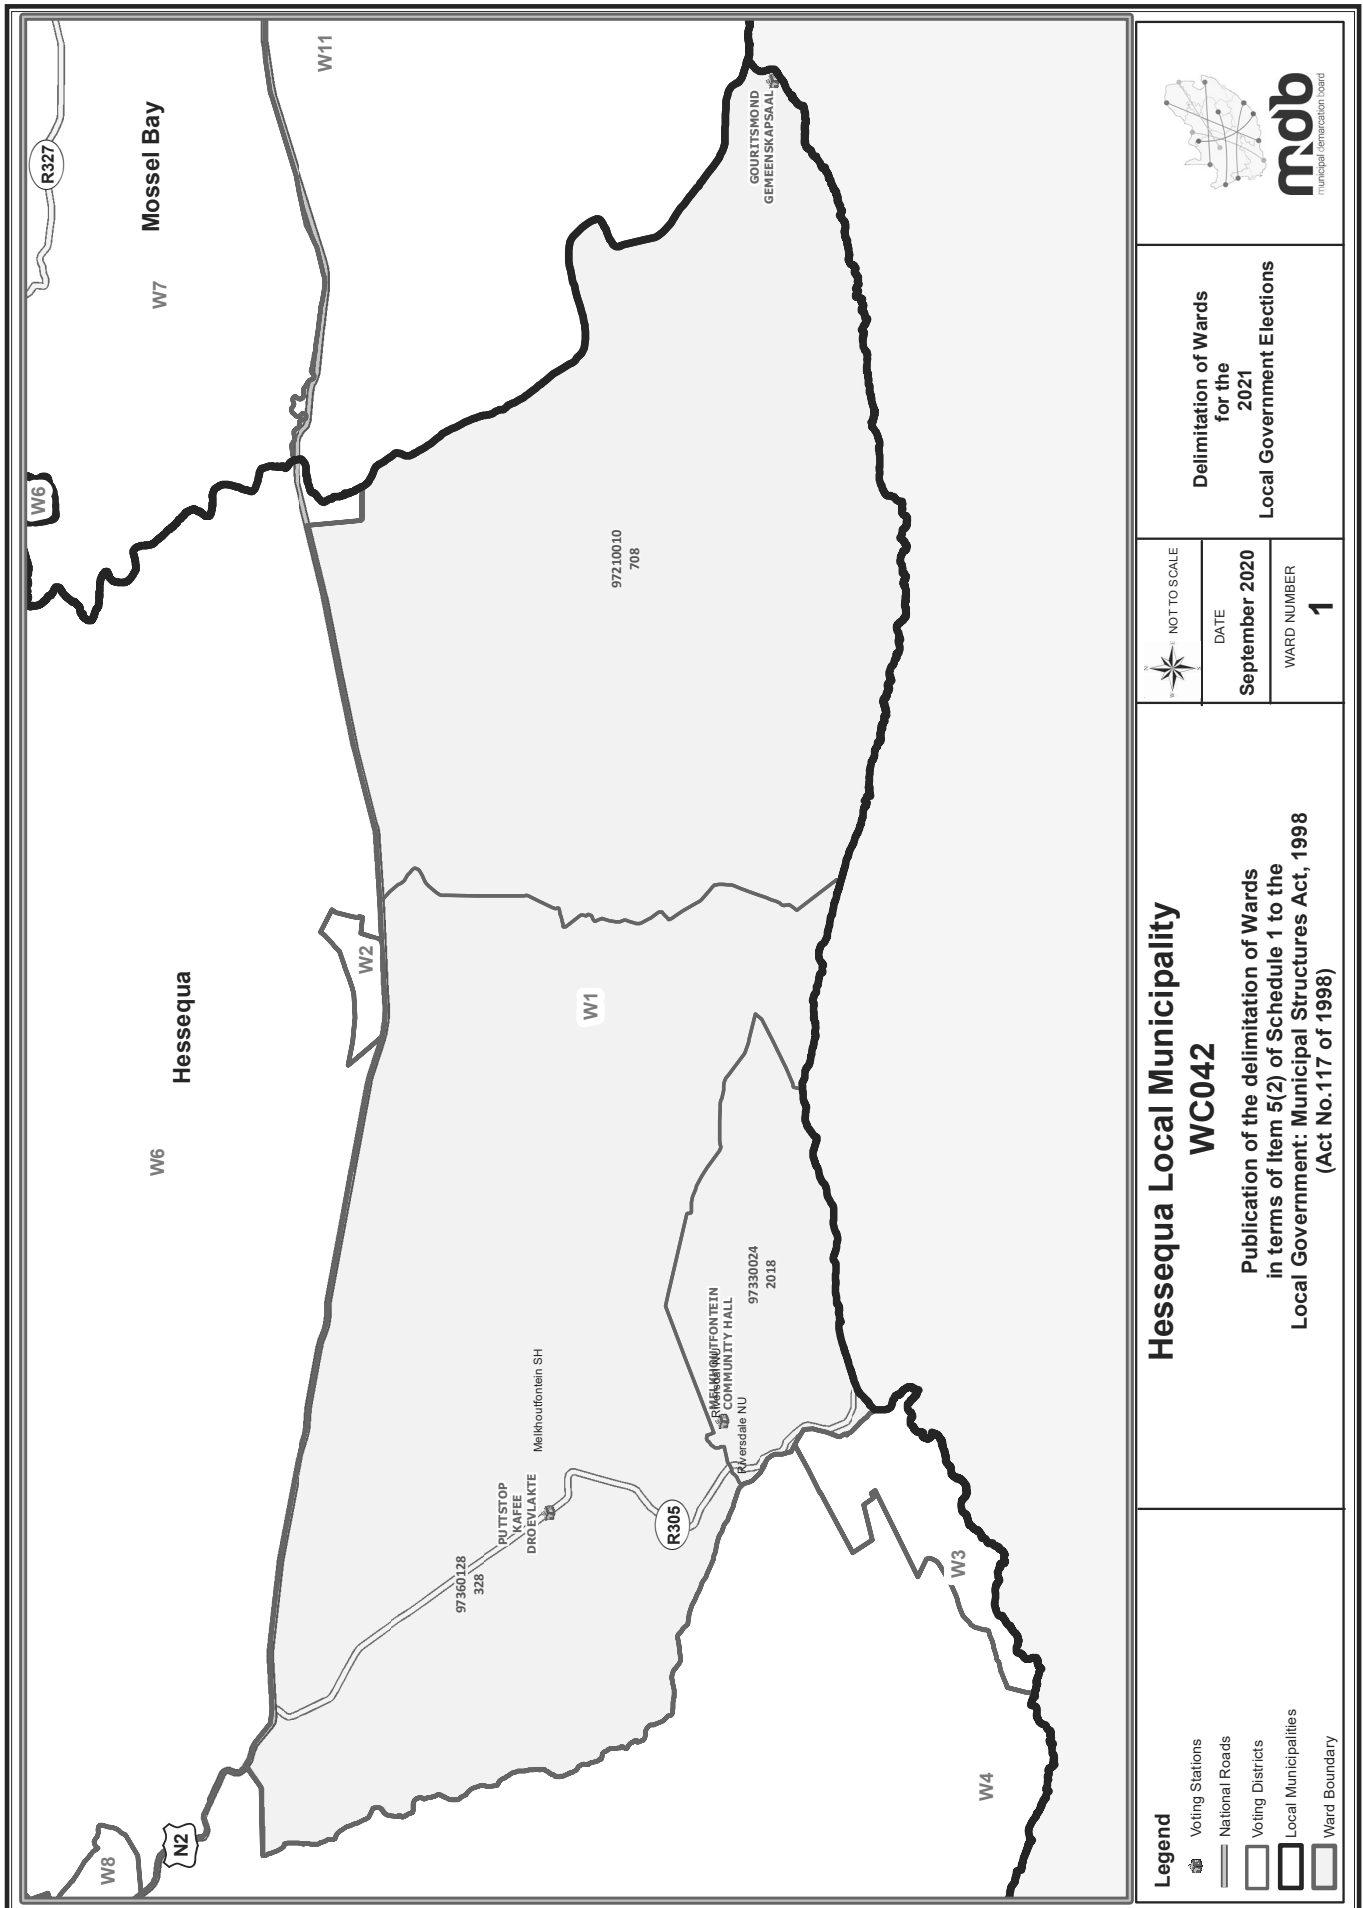 R327
Mossel Bay
W11
W7
W6
Hessequa
W6
W2
W8
N2
GOURITSMOND
GEMEENSKAPSAAL
97210010
708
W1
97330024
2018
MELKHOUTFONTEIN
COMMUNITY HALL
Riversdale NU
Melkhoutfontein SH
PUTTSTOP
KAFEE
DROEVLAKTE
97360128
328
R305
W3
W4
Legend
Voting Stations
National Roads
Voting Districts
Local Municipalities
Ward Boundary
Hessequa Local Municipality
WC042
Publication of the delimitation of Wards
in terms of Item 5(2) of Schedule 1 to the
Local Government: Municipal Structures Act, 1998
(Act No.117 of 1998)
N
E
S
W
NOT TO SCALE
DATE
September 2020
WARD NUMBER
1
Delimitation of Wards
for the
2021
Local Government Elections
mdb
municipal demarcation board